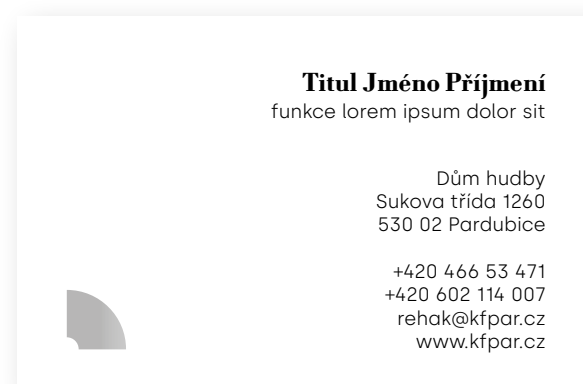 Titul Jméno Příjmení
funkce lorem ipsum dolor sit
Dům hudby
Sukova třída 1260
530 02 Pardubice
+420 466 53 471
+420 602 114 007
rehak@kfpar.cz
www.kfpar.cz